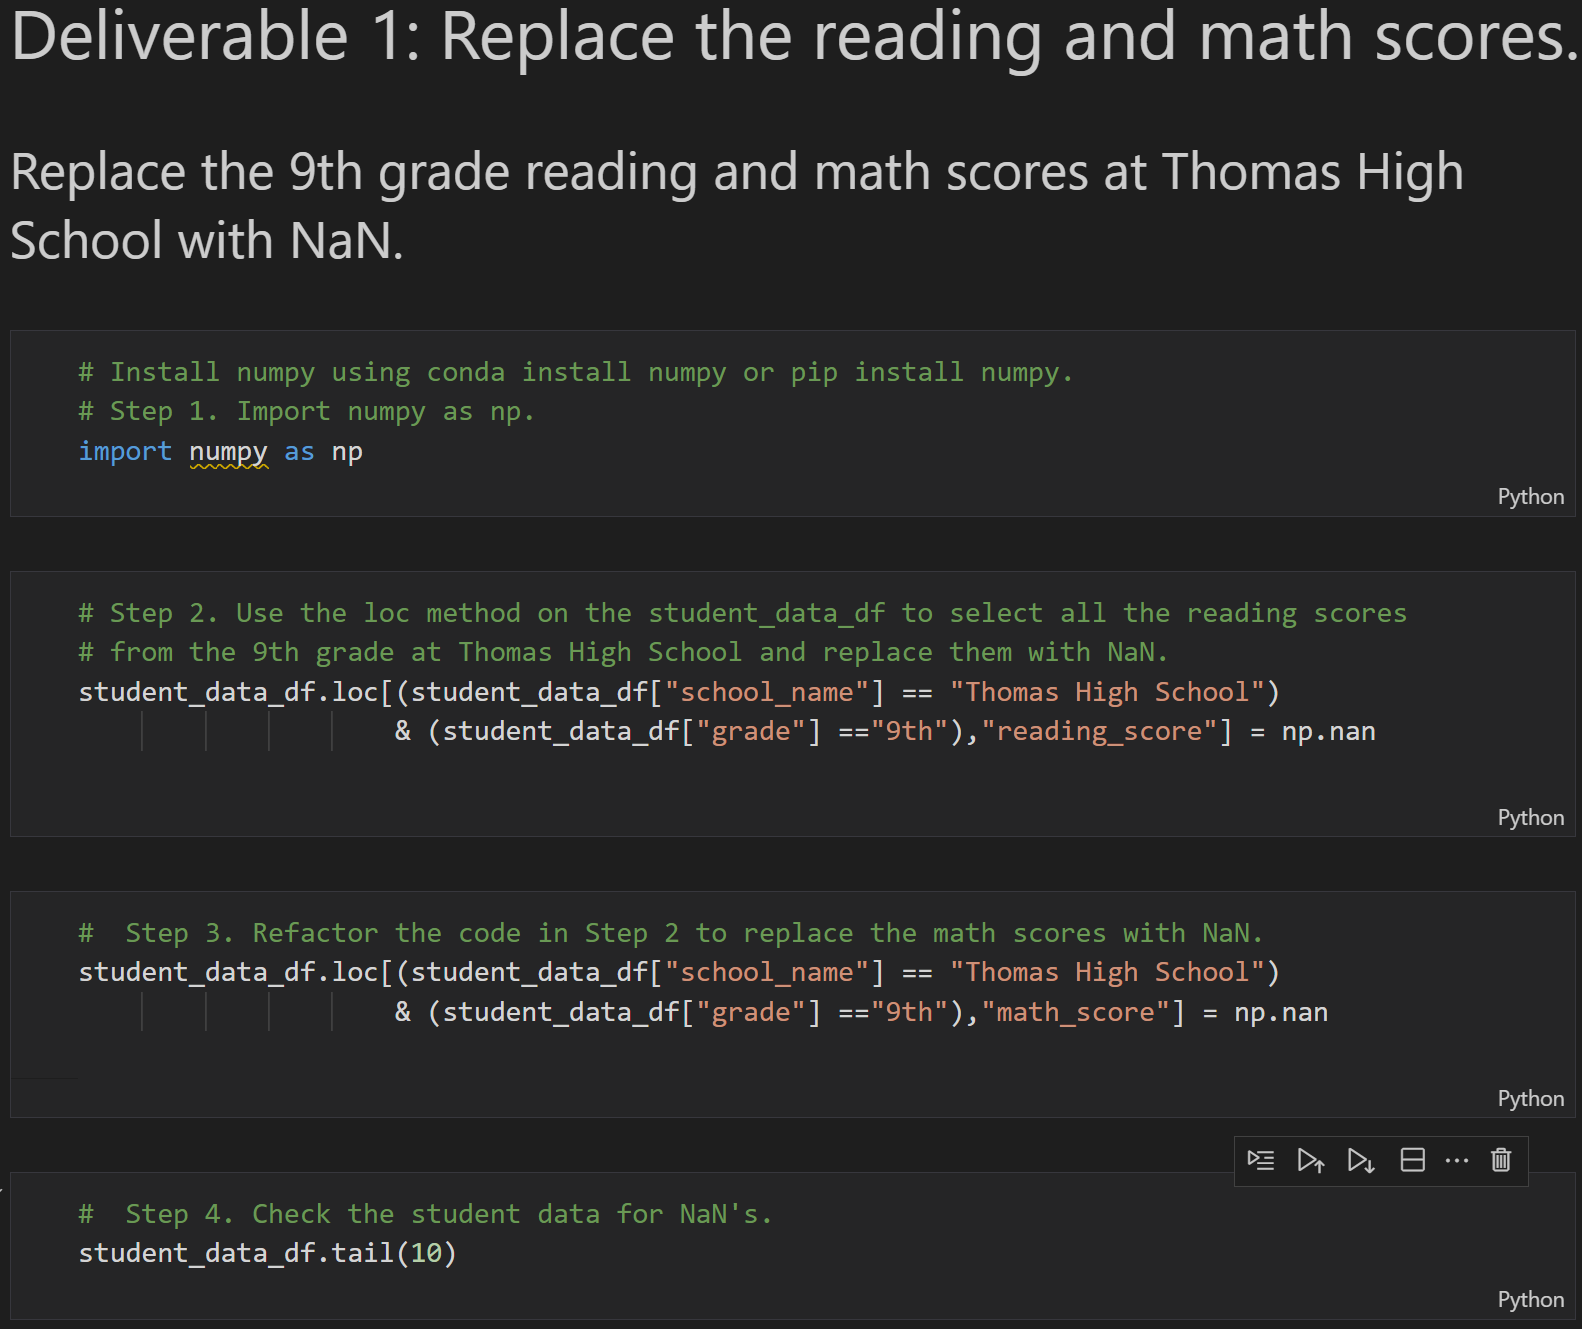 Deliverable 1: Replace the reading and math scores.
Replace the 9th grade reading and math scores at Thomas High
School with NaN.
# Install numpy using conda install numpy or pip install numpy.
# Step 1. Import numpy as np.
import numpy as np
Python
# Step 2. Use the loc method on the student_data_df to select all the reading scores
# from the 9th grade at Thomas High School and replace them with NaN.
student_data_df.loc[(student_data_df["school_name"] == "Thomas High School")
& (student_data_df["grade"] =="9th"),"reading_score"] = np.nan
Python
#  Step 3. Refactor the code in Step 2 to replace the math scores with NaN.
student_data_df.loc[(student_data_df["school_name"] == "Thomas High School")
& (student_data_df["grade"] =="9th"),"math_score"] = np.nan
Python
#  Step 4. Check the student data for NaN's.
student_data_df.tail(10)
Python